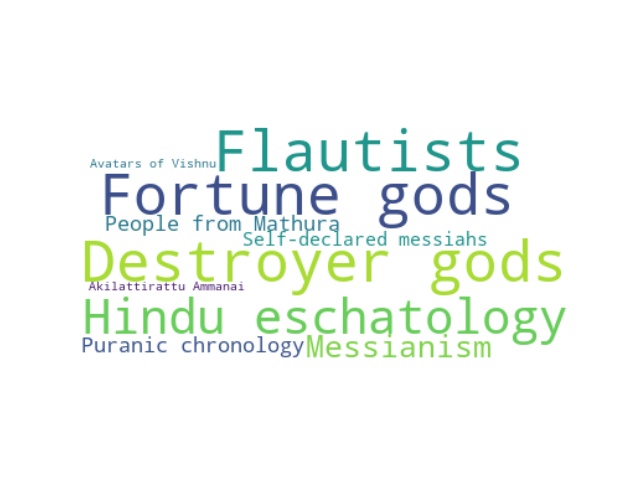 Flautists
Avatars of Vishnu
Fortune gods
People from Mathura
Self-declared messiahs
Destroyer gods
Akilattirattu Ammanai
Hindu eschatology
Puranic chronology
Messianism